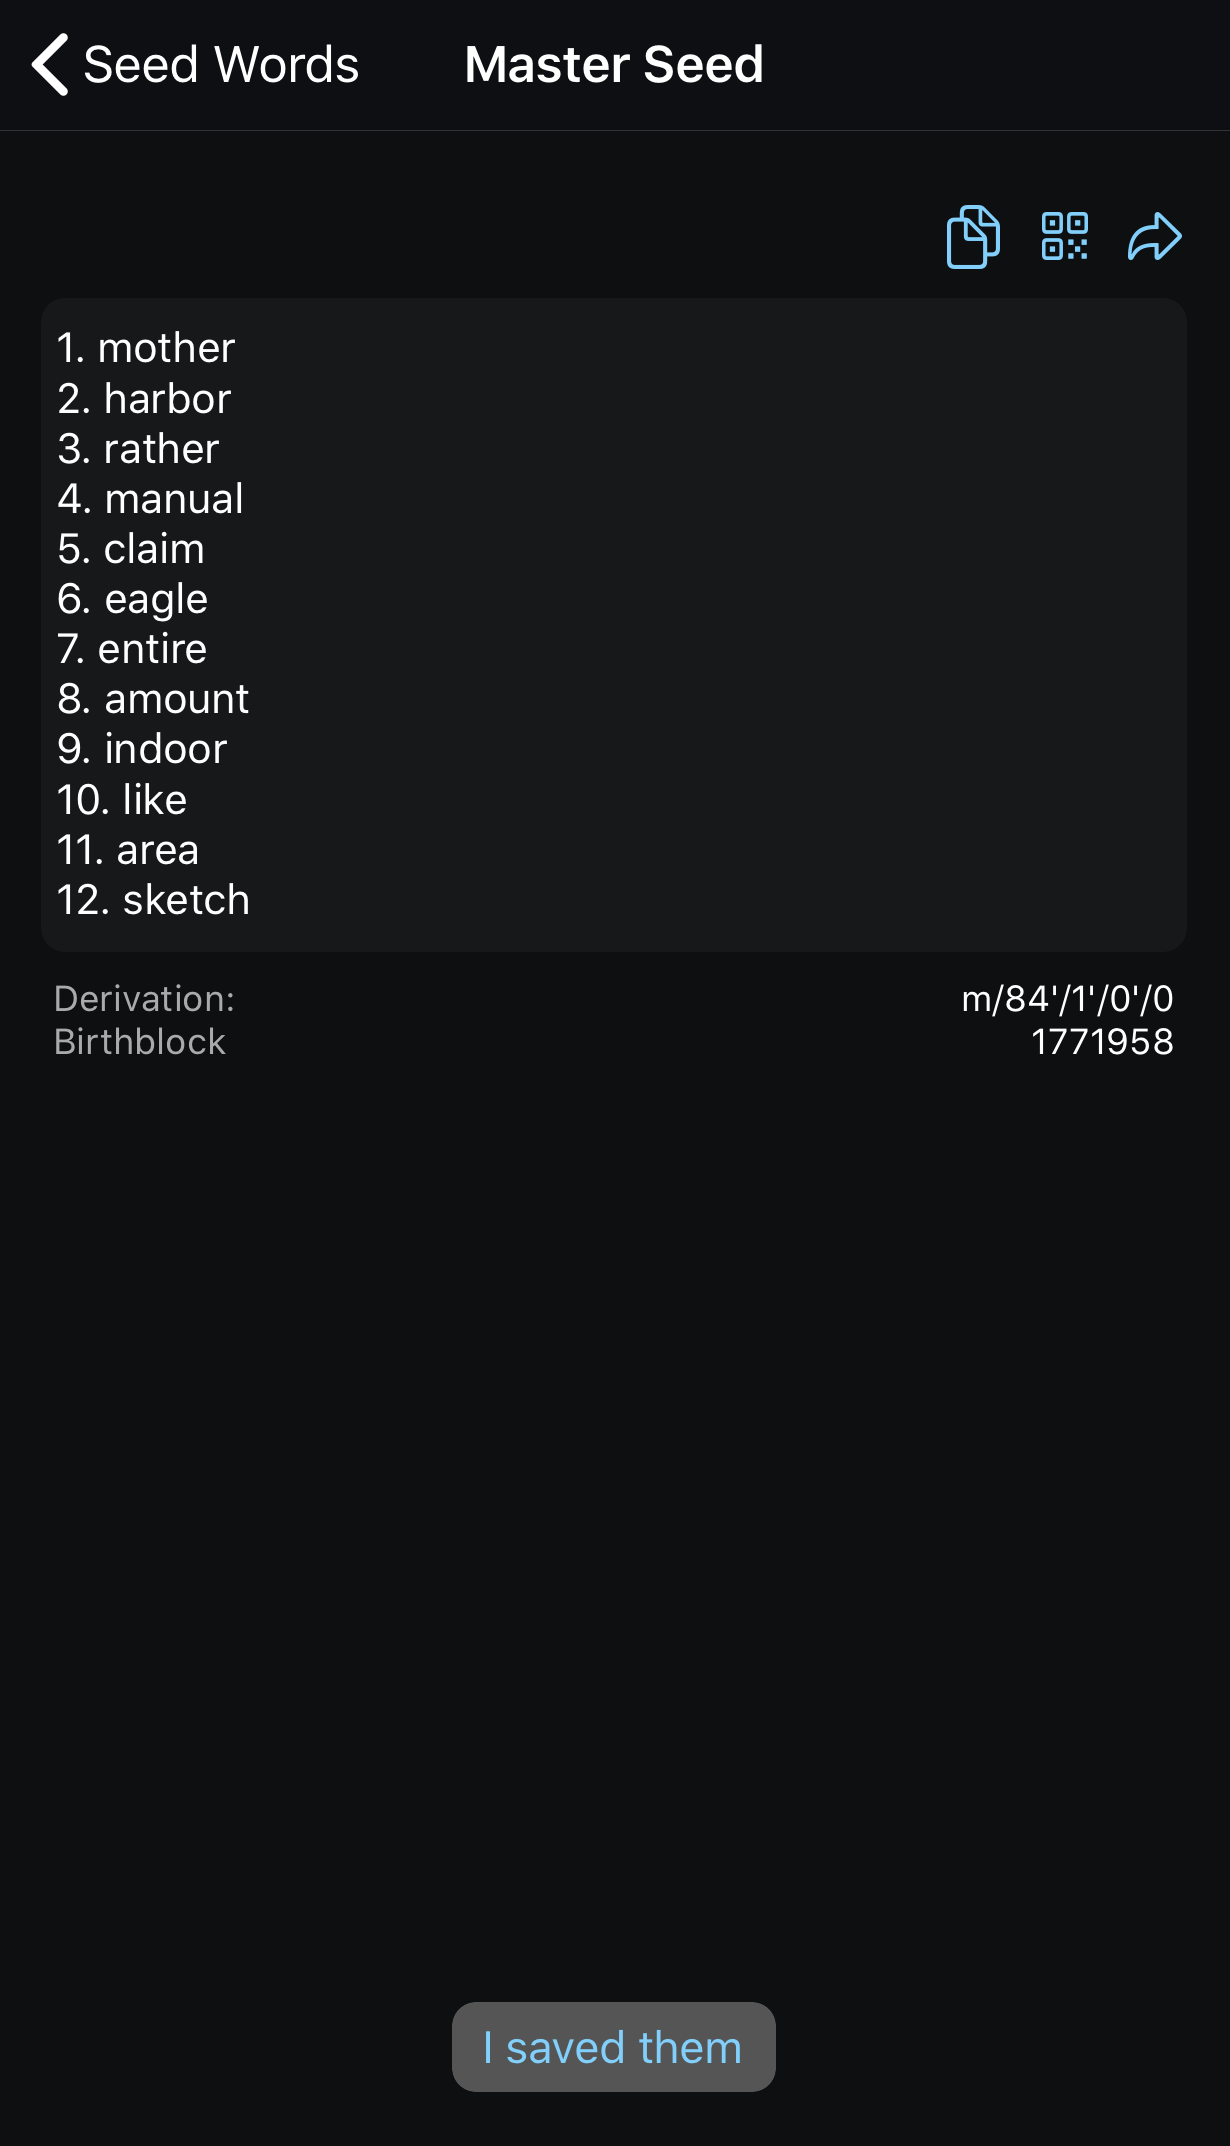 Seed Words
Master Seed
1. mother
2. harbor
3. rather
4. manual
5. claim
6. eagle
7. entire
8. amount
9. indoor
10. like
11. area
12. sketch
Derivation: m/84'/1'/0'/0
Birthblock 1771958
I saved them